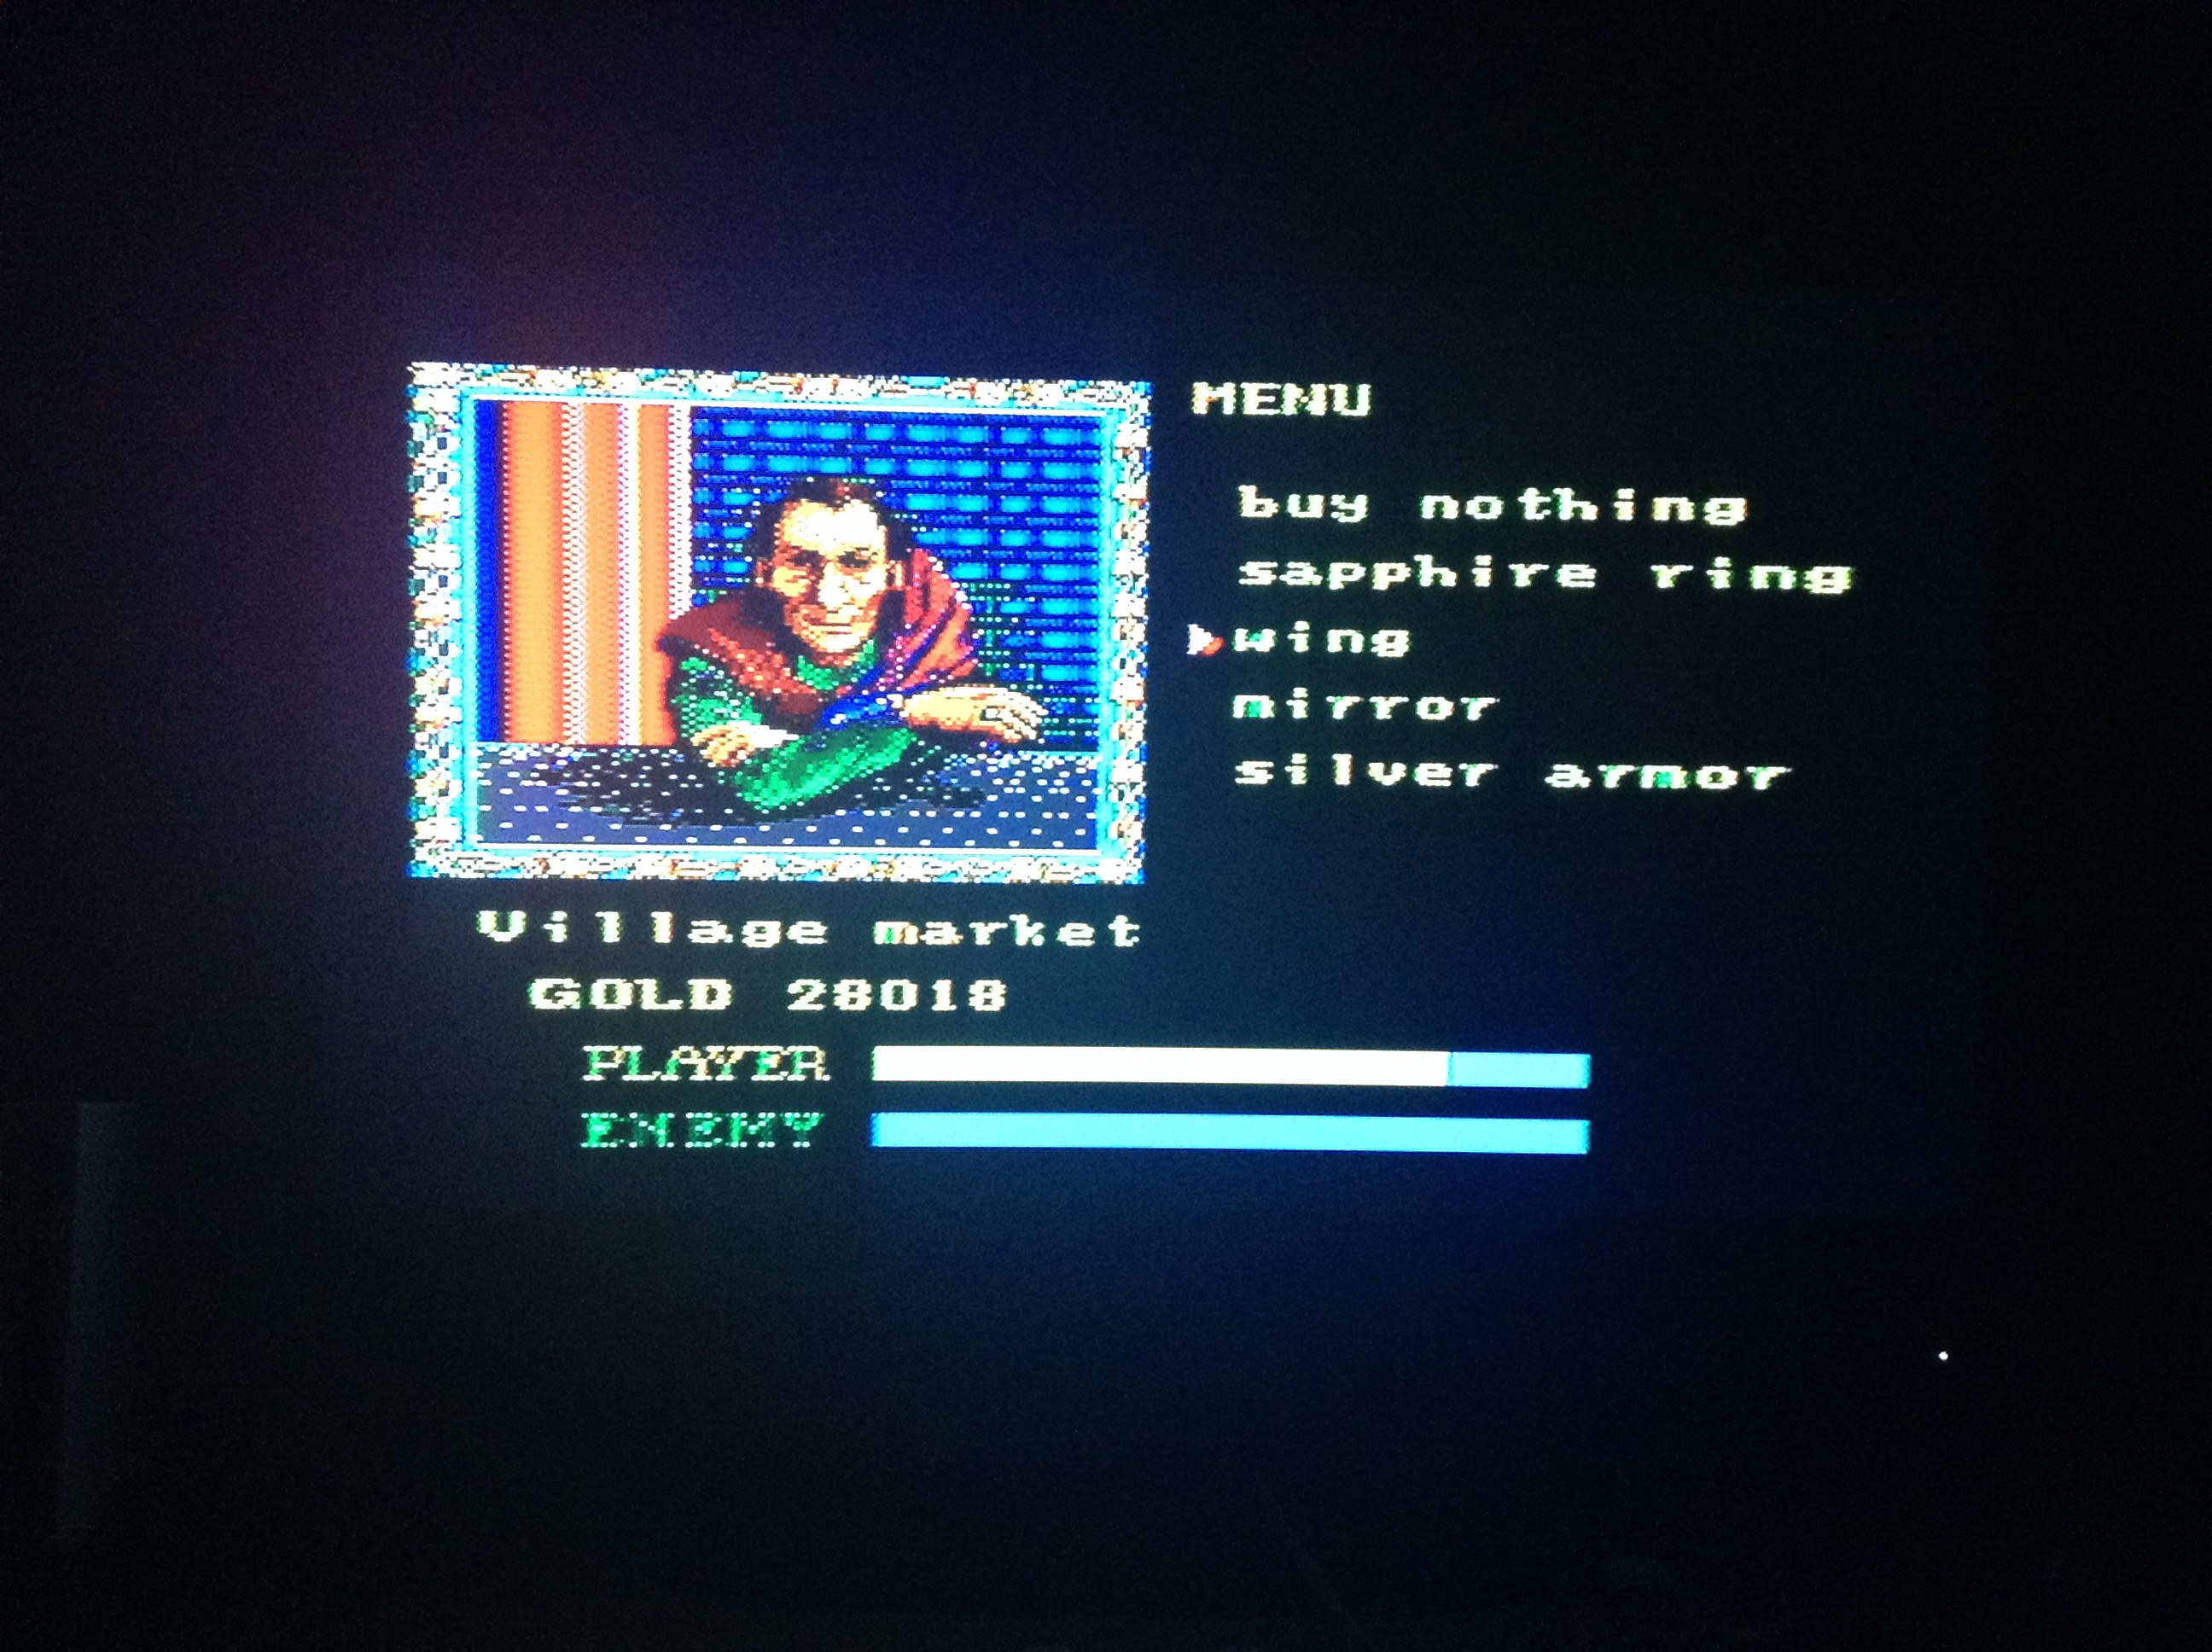 MENU
buy nothing
sapphire ring
wing
mirror
silver armor
Village market
GOLD 28018
PLAYER
ENEMY